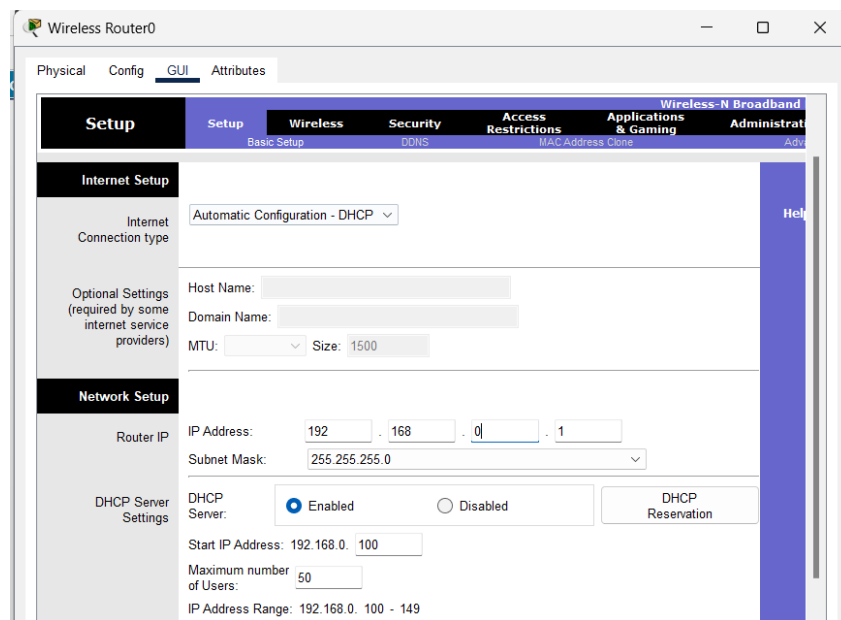 Wireless Router0
Physical Config GUI Attributes
Wireless-N Broadband
Setup
Setup Wireless Security Access Restrictions Applications & Gaming Administrati
Basic Setup DDNS MAC Address Clone Adva
Internet Setup
Internet
Connection type
Automatic Configuration - DHCP
Help
Optional Settings
(required by some
internet service
providers)
Host Name:
Domain Name:
MTU: Size: 1500
Network Setup
Router IP
IP Address: 192 . 168 . 0 . 1
Subnet Mask: 255.255.255.0
DHCP Server
Settings
DHCP
Server:
Enabled Disabled
DHCP
Reservation
Start IP Address: 192.168.0. 100
Maximum number
of Users: 50
IP Address Range: 192.168.0. 100 - 149